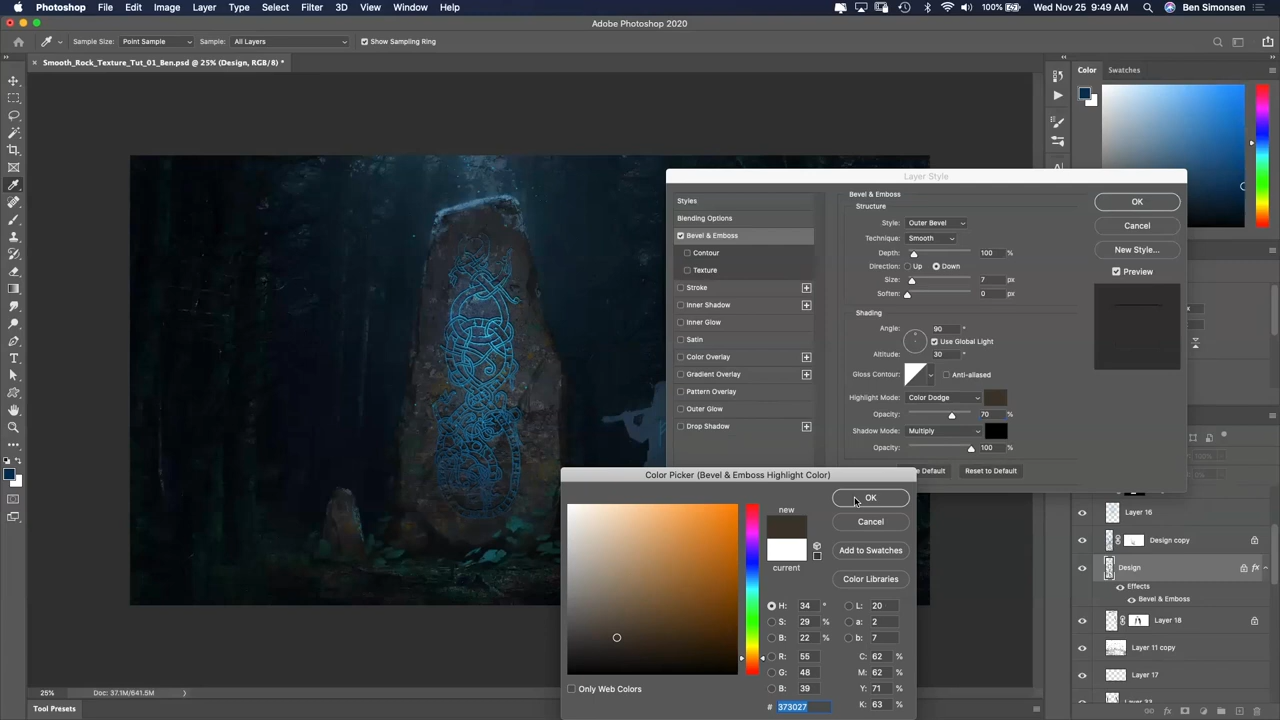 Photoshop File Edit Image Layer Type Select Filter 3D View Window Help 100% Wed Nov 25 9:49 AM Ben Simonsen
Adobe Photoshop 2020
Sample Size: Point Sample Sample: All Layers Show Sampling Ring
Smooth_Rock_Texture_Tut_01_Ben.psd @ 25% (Design, RGB/8) *
Color Swatches
Layer Style
Styles
Blending Options
Bevel & Emboss
Contour
Texture
Stroke
Inner Shadow
Inner Glow
Satin
Color Overlay
Gradient Overlay
Pattern Overlay
Outer Glow
Drop Shadow
Bevel & Emboss
Structure
Style: Outer Bevel
Technique: Smooth
Depth: 100 %
Direction: Up Down
Size: 7 px
Soften: 0 px
Shading
Angle: 90 °
Use Global Light
Altitude: 30 °
Gloss Contour: Anti-aliased
Highlight Mode: Color Dodge
Opacity: 70 %
Shadow Mode: Multiply
Opacity: 100 %
Default Reset to Default
OK
Cancel
New Style...
Preview
Color Picker (Bevel & Emboss Highlight Color)
new
current
OK
Cancel
Add to Swatches
Color Libraries
H: 34 ° L: 20
S: 29 % a: 2
B: 22 % b: 7
R: 55 C: 62 %
G: 48 M: 62 %
B: 39 Y: 71 %
# 373027 K: 63 %
Only Web Colors
Layer 16
Design copy
Design fx
Effects
Bevel & Emboss
Layer 18
Layer 11 copy
Layer 17
25% Doc: 37.1M/641.5M
Tool Presets